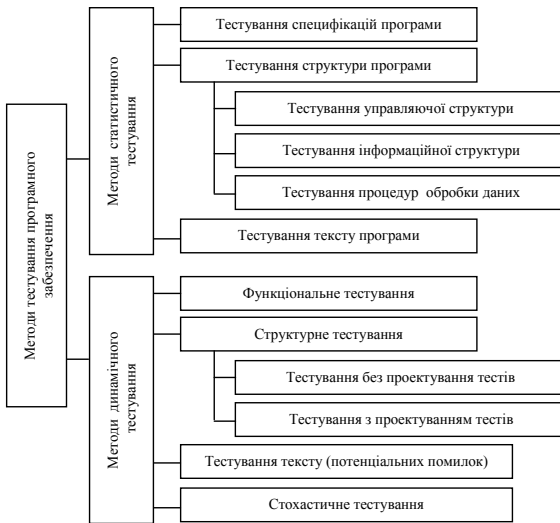 Методи тестування програмного
забезпечення
Методи статистичного
тестування
Тестування специфікацій програми
Тестування структури програми
Тестування управляючої структури
Тестування інформаційної структури
Тестування процедур обробки даних
Тестування тексту програми
Методи динамічного
тестування
Функціональне тестування
Структурне тестування
Тестування без проектування тестів
Тестування з проектуванням тестів
Тестування тексту (потенціальних помилок)
Стохастичне тестування